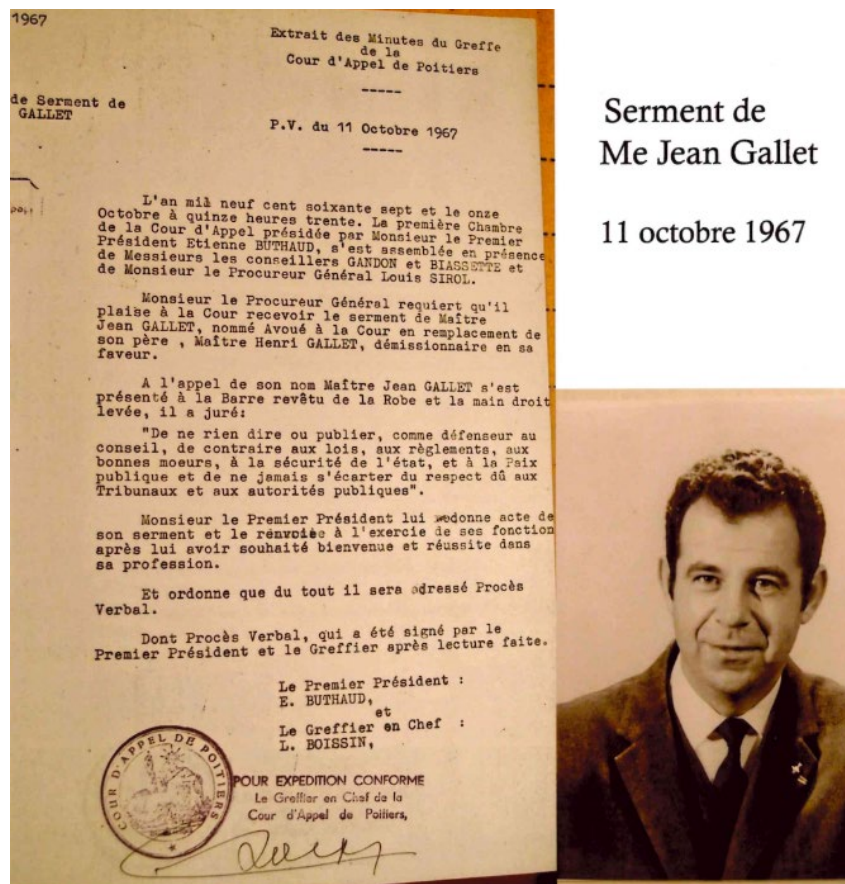 1967
Extrait des Minutes du Greffe
de la
Cour d'Appel de Poitiers
-----
de Serment de
GALLET
P.V. du 11 Octobre 1967
-----
L'an mil neuf cent soixante sept et le onze
Octobre à quinze heures trente. La première Chambre
de la Cour d'Appel présidée par Monsieur le Premier
Président Etienne BUTHAUD, s'est assemblée en présence
de Messieurs les conseillers GANDON et BIASSETTE et
de Monsieur le Procureur Général Louis SIROL.
Monsieur le Procureur Général requiert qu'il
plaise à la Cour recevoir le serment de Maître
Jean GALLET, nommé Avoué à la Cour en remplacement de
son père , Maître Henri GALLET, démissionnaire en sa
faveur.
A l'appel de son nom Maître Jean GALLET s'est
présenté à la Barre revêtu de la Robe et la main droit
levée, il a juré:
"De ne rien dire ou publier, comme défenseur au
conseil, de contraire aux lois, aux règlements, aux
bonnes moeurs, à la sécurité de l'état, et à la Paix
publique et de ne jamais s'écarter du respect dû aux
Tribunaux et aux autorités publiques".
Monsieur le Premier Président lui donne acte de
son serment et le renvoie à l'exercie de ses fonction
après lui avoir souhaité bienvenue et réussite dans
sa profession.
Et ordonne que du tout il sera adressé Procès
Verbal.
Dont Procès Verbal, qui a été signé par le
Premier Président et le Greffier après lecture faite.
Le Premier Président :
E. BUTHAUD,
et
Le Greffier en Chef :
L. BOISSIN,
COUR D'APPEL DE POITIERS
POUR EXPEDITION CONFORME
Le Greffier en Chef de la
Cour d'Appel de Poitiers,
Serment de
Me Jean Gallet
11 octobre 1967